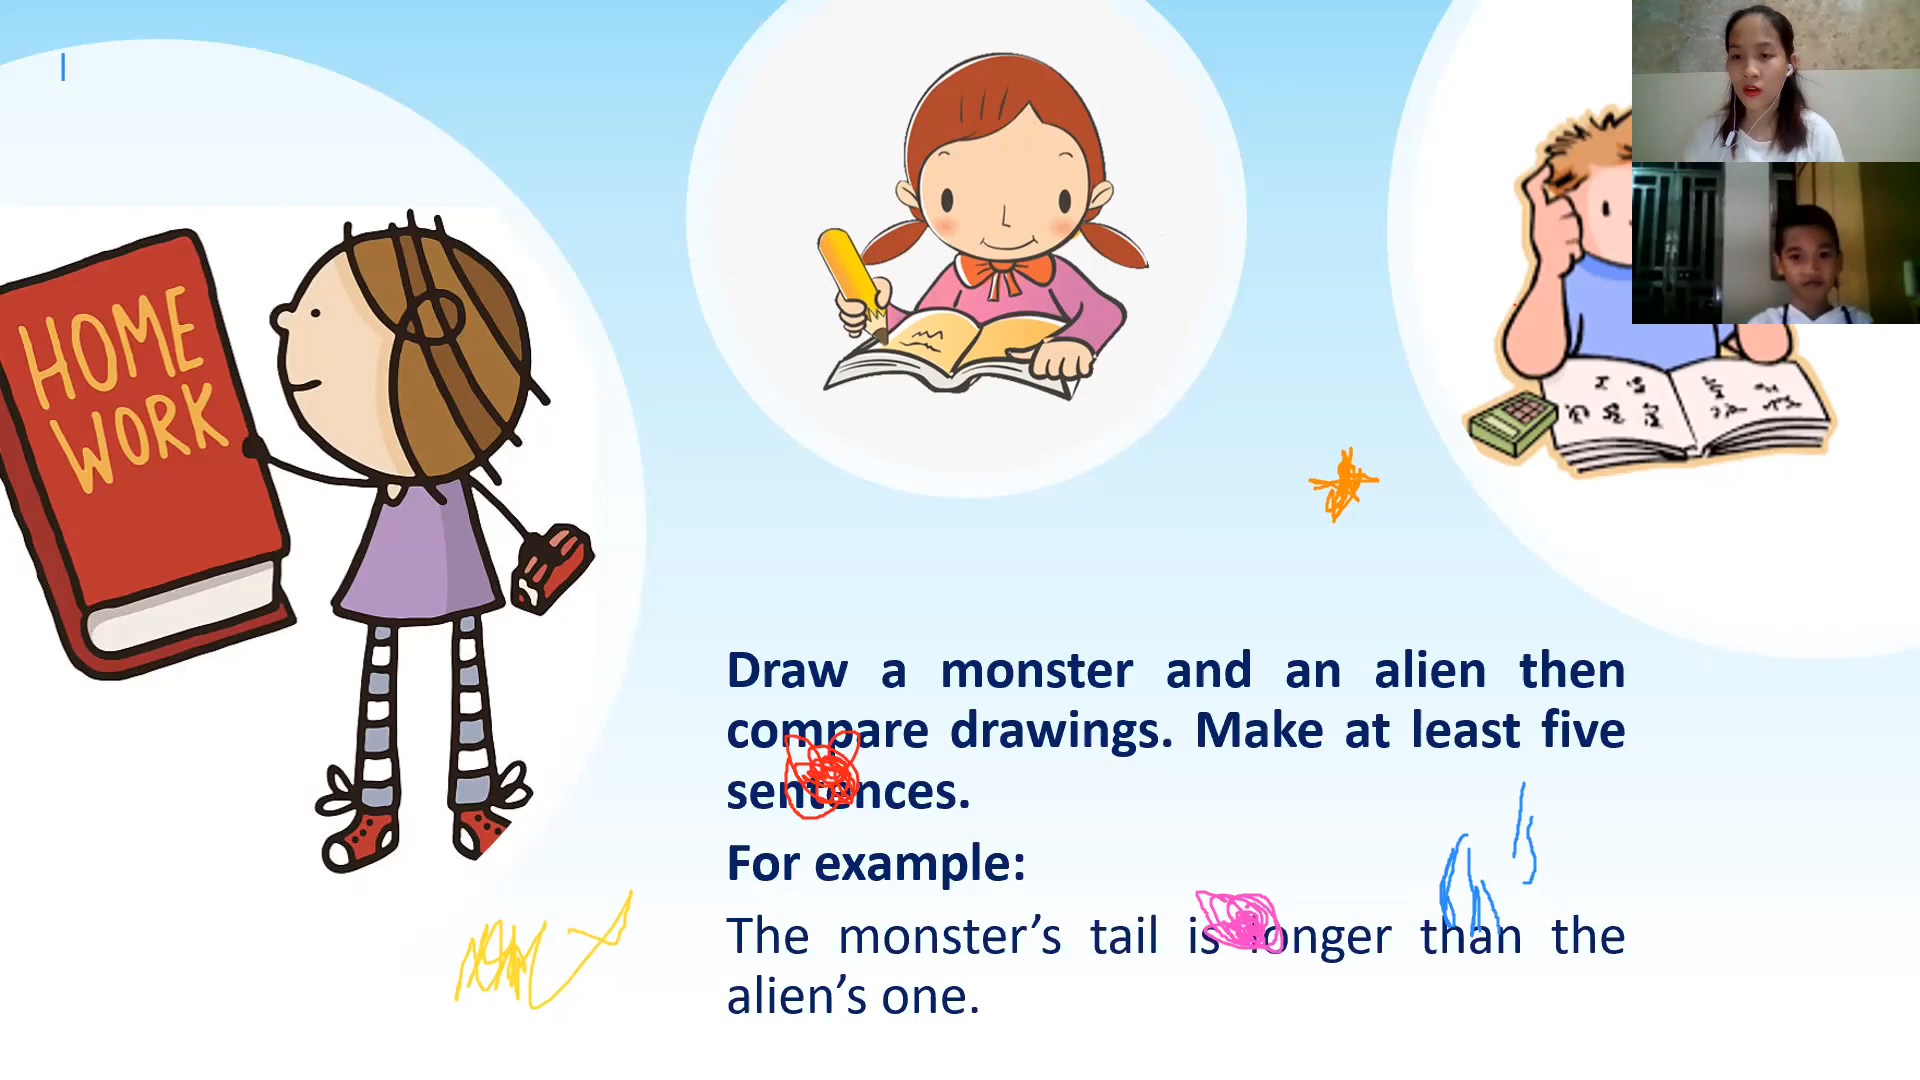 HOME
WORK
Draw a monster and an alien then
compare drawings. Make at least five
sentences.
For example:
The monster’s tail is longer than the
alien’s one.